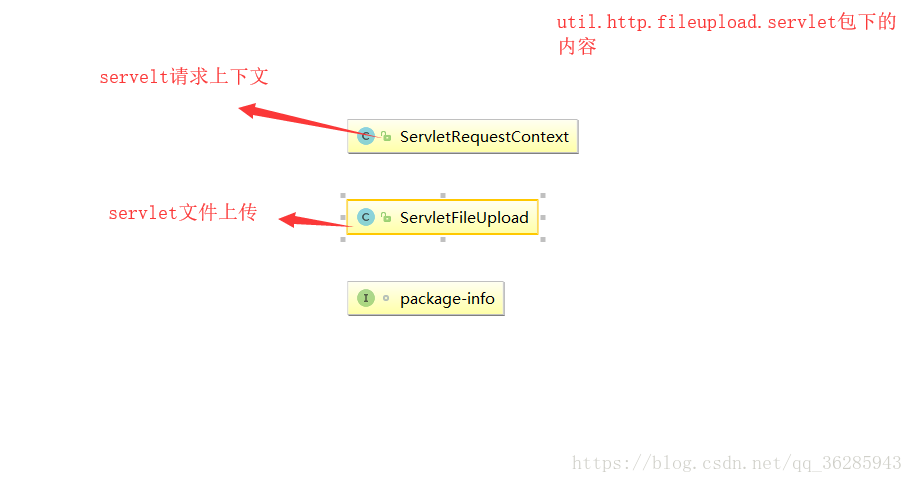 util.http.fileupload.servlet包下的
内容
servelt请求上下文
C ServletRequestContext
servlet文件上传
C ServletFileUpload
I package-info
https://blog.csdn.net/qq_36285943